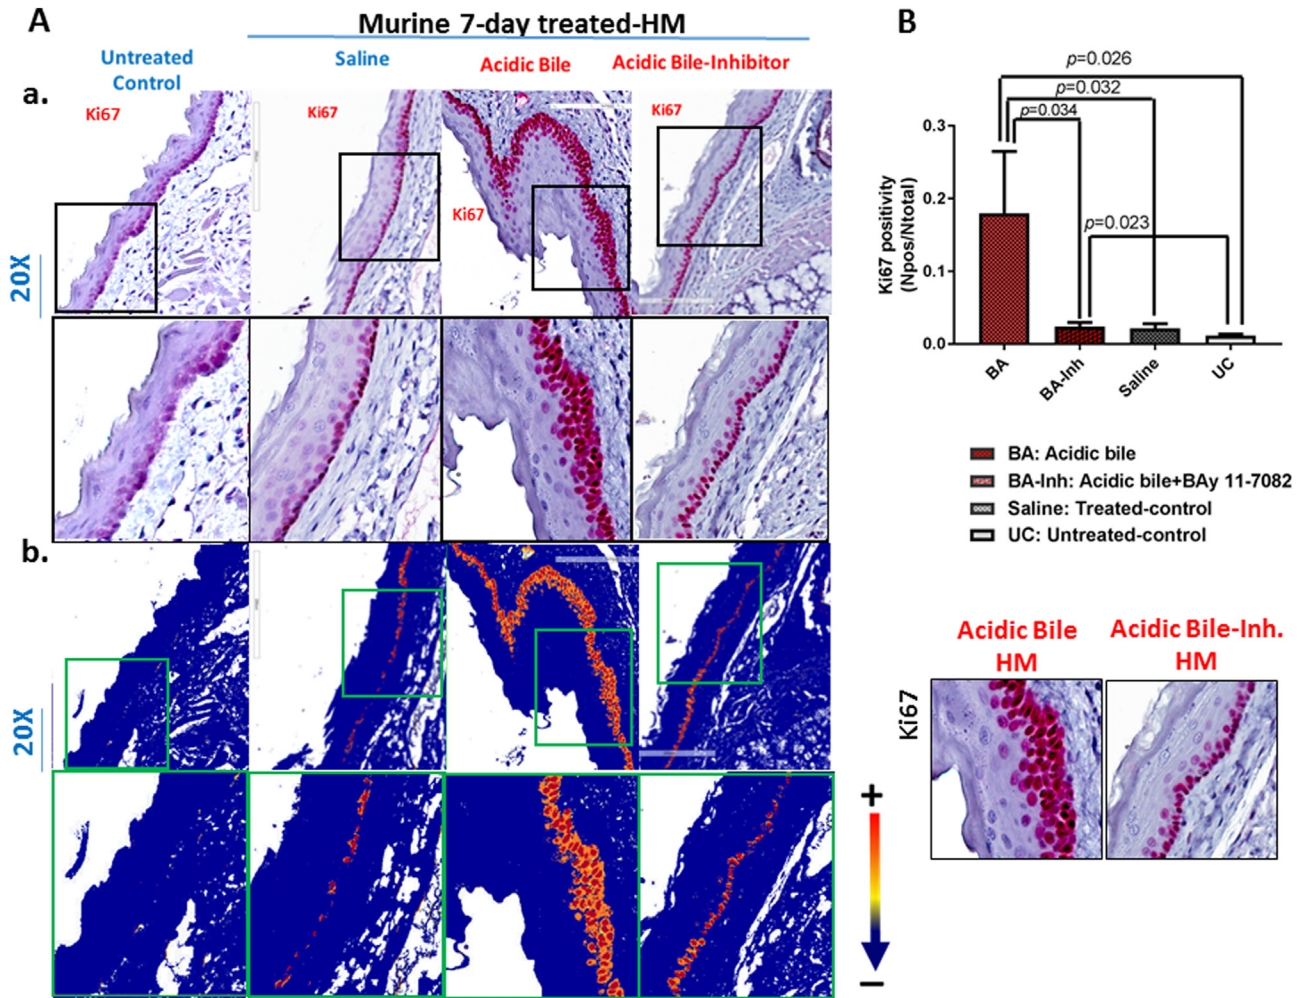 A
Murine 7-day treated-HM
Untreated
Control
Saline
Acidic Bile
Acidic Bile-Inhibitor
a.
Ki67
Ki67
Ki67
Ki67
20X
b.
20X
+
−
B
p=0.026
p=0.032
p=0.034
p=0.023
Ki67 positivity
(Npos/Ntotal)
0.3
0.2
0.1
0.0
BA
BA-Inh
Saline
UC
BA: Acidic bile
BA-Inh: Acidic bile+BAy 11-7082
Saline: Treated-control
UC: Untreated-control
Acidic Bile
HM
Acidic Bile-Inh.
HM
Ki67